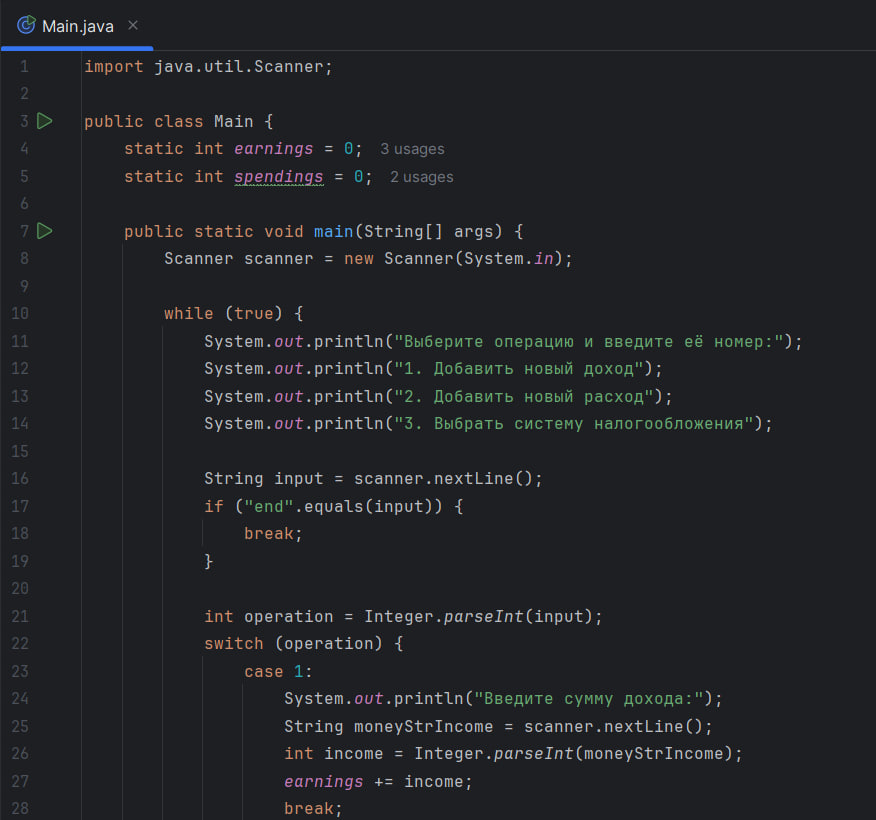 Main.java
1 import java.util.Scanner;
2
3 public class Main {
4 static int earnings = 0; 3 usages
5 static int spendings = 0; 2 usages
6
7 public static void main(String[] args) {
8 Scanner scanner = new Scanner(System.in);
9
10 while (true) {
11 System.out.println("Выберите операцию и введите её номер:");
12 System.out.println("1. Добавить новый доход");
13 System.out.println("2. Добавить новый расход");
14 System.out.println("3. Выбрать систему налогообложения");
15
16 String input = scanner.nextLine();
17 if ("end".equals(input)) {
18 break;
19 }
20
21 int operation = Integer.parseInt(input);
22 switch (operation) {
23 case 1:
24 System.out.println("Введите сумму дохода:");
25 String moneyStrIncome = scanner.nextLine();
26 int income = Integer.parseInt(moneyStrIncome);
27 earnings += income;
28 break;